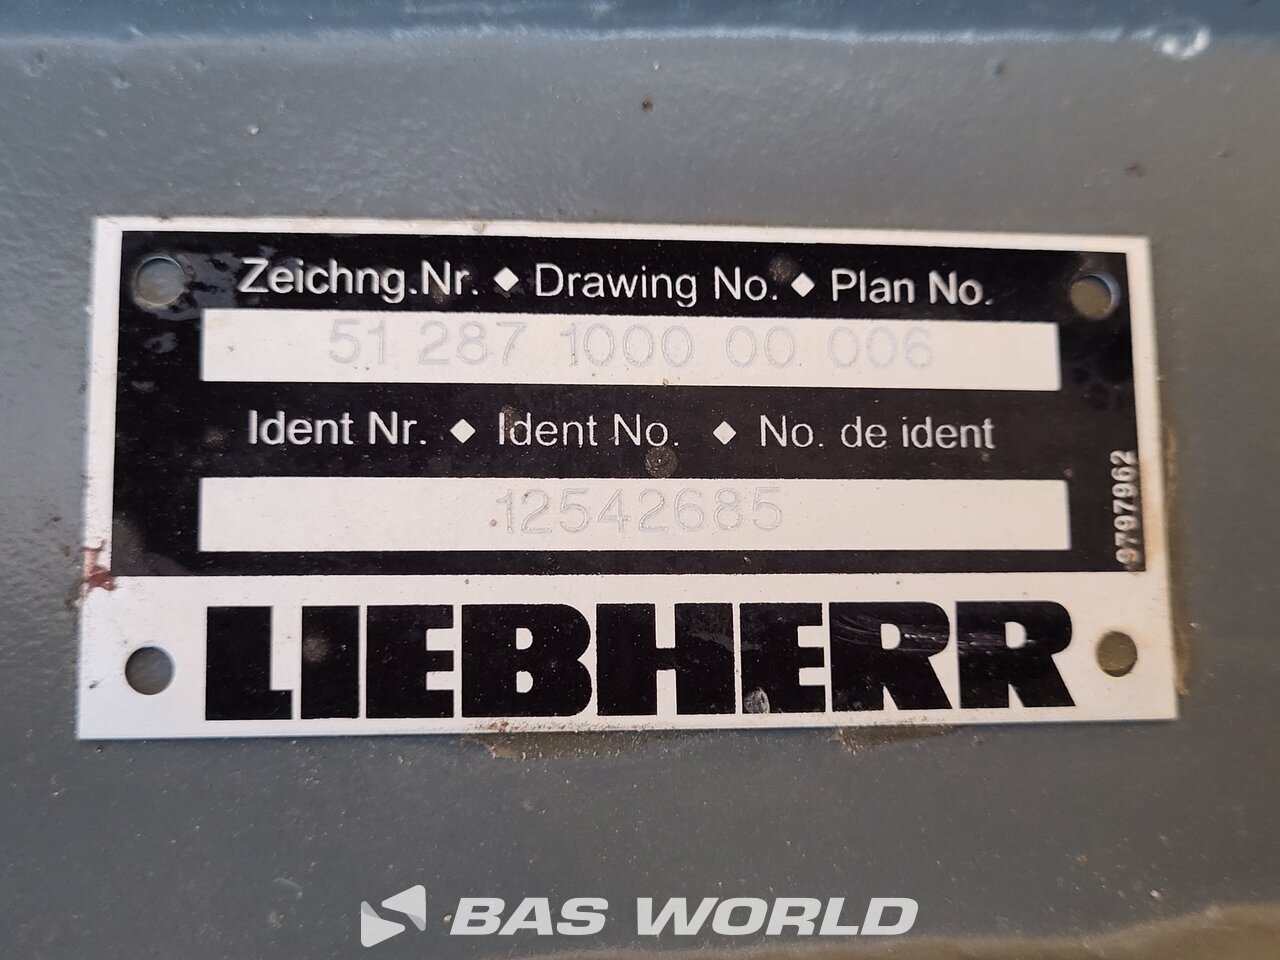 Zeichng.Nr. ◆ Drawing No. ◆ Plan No.
51 287 1000 00 006
Ident Nr. ◆ Ident No. ◆ No. de ident
12542685
9797962
LIEBHERR
BAS WORLD